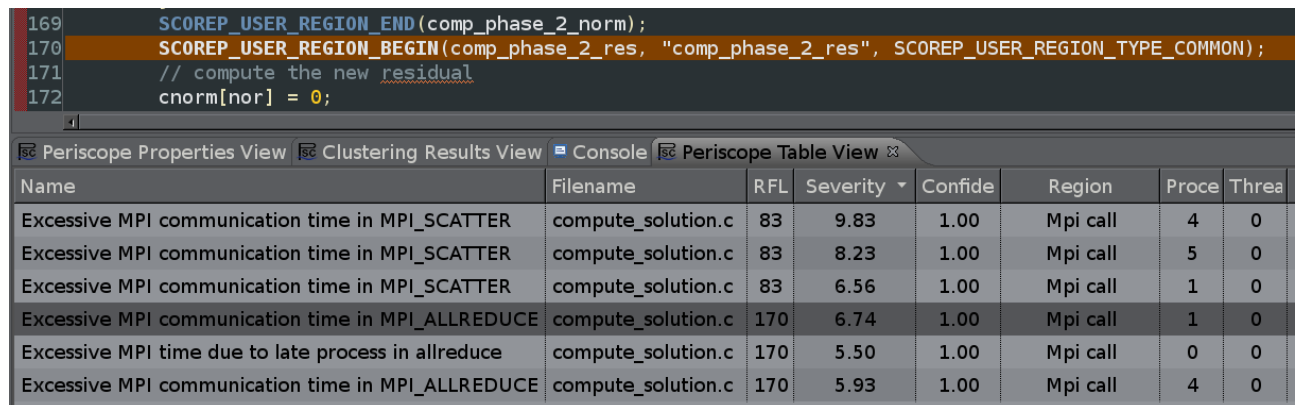 169 SCOREP_USER_REGION_END(comp_phase_2_norm);
170 SCOREP_USER_REGION_BEGIN(comp_phase_2_res, "comp_phase_2_res", SCOREP_USER_REGION_TYPE_COMMON);
171 // compute the new residual
172 cnorm[nor] = 0;
Periscope Properties View Clustering Results View Console Periscope Table View
Name Filename RFL Severity Confide Region Proce Threa
Excessive MPI communication time in MPI_SCATTER compute_solution.c 83 9.83 1.00 Mpi call 4 0
Excessive MPI communication time in MPI_SCATTER compute_solution.c 83 8.23 1.00 Mpi call 5 0
Excessive MPI communication time in MPI_SCATTER compute_solution.c 83 6.56 1.00 Mpi call 1 0
Excessive MPI communication time in MPI_ALLREDUCE compute_solution.c 170 6.74 1.00 Mpi call 1 0
Excessive MPI time due to late process in allreduce compute_solution.c 170 5.50 1.00 Mpi call 0 0
Excessive MPI communication time in MPI_ALLREDUCE compute_solution.c 170 5.93 1.00 Mpi call 4 0